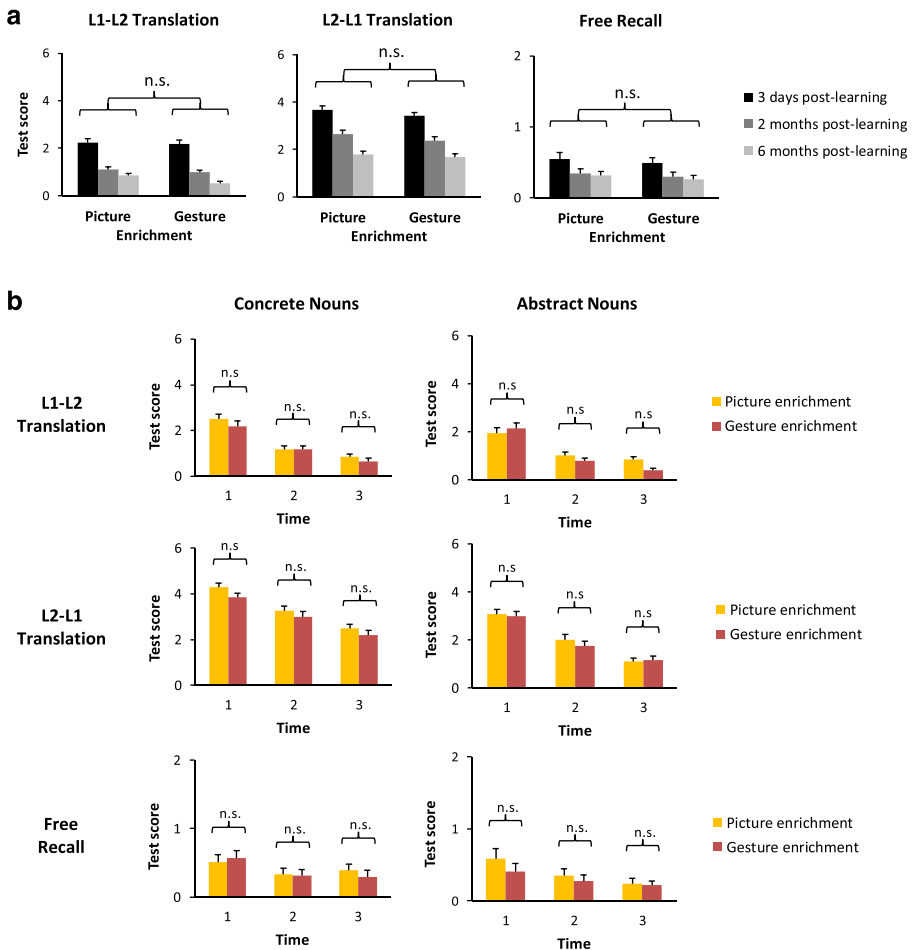 a
L1–L2 Translation
L2-L1 Translation
Free Recall
Test score
6
4
2
0
n.s.
Picture
Gesture
Enrichment
6
4
2
0
n.s.
Picture
Gesture
Enrichment
2
1
0
n.s.
Picture
Gesture
Enrichment
3 days post-learning
2 months post-learning
6 months post-learning
b
Concrete Nouns
Abstract Nouns
L1–L2
Translation
Test score
6
4
2
0
n.s
n.s.
n.s.
1
2
3
Time
Test score
6
4
2
0
n.s
n.s.
n.s.
1
2
3
Time
Picture enrichment
Gesture enrichment
L2-L1
Translation
Test score
6
4
2
0
n.s
n.s.
n.s.
1
2
3
Time
Test score
6
4
2
0
n.s
n.s.
n.s
1
2
3
Time
Picture enrichment
Gesture enrichment
Free
Recall
Test score
2
1
0
n.s.
n.s.
n.s.
1
2
3
Time
Test score
2
1
0
n.s.
n.s.
n.s.
1
2
3
Time
Picture enrichment
Gesture enrichment